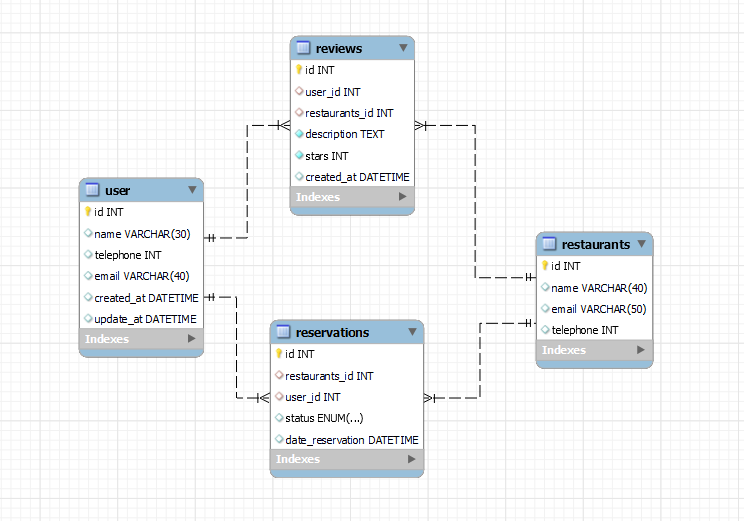 reviews
id INT
user_id INT
restaurants_id INT
description TEXT
stars INT
created_at DATETIME
Indexes
user
id INT
name VARCHAR(30)
telephone INT
email VARCHAR(40)
created_at DATETIME
update_at DATETIME
Indexes
restaurants
id INT
name VARCHAR(40)
email VARCHAR(50)
telephone INT
Indexes
reservations
id INT
restaurants_id INT
user_id INT
status ENUM(...)
date_reservation DATETIME
Indexes